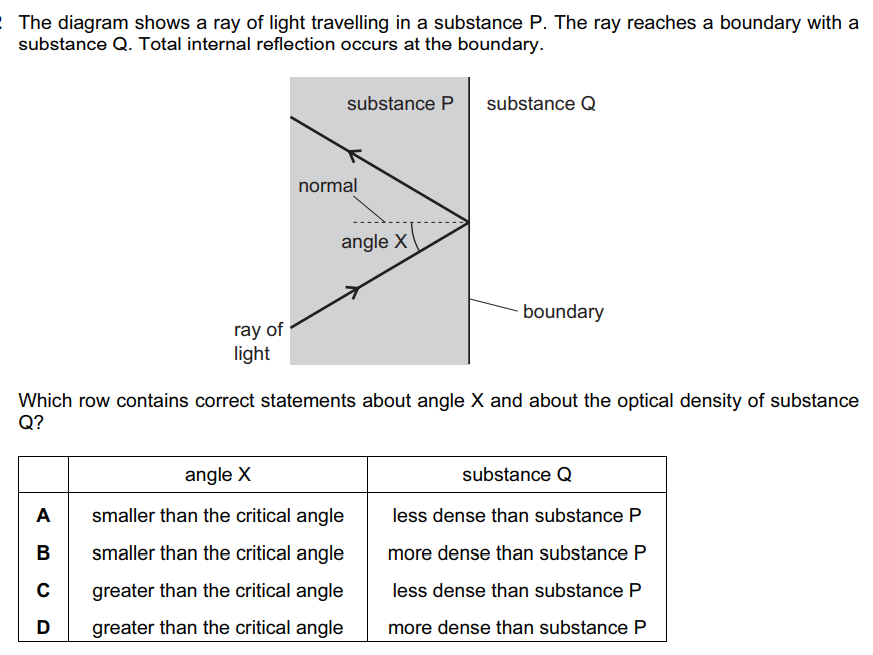 The diagram shows a ray of light travelling in a substance P. The ray reaches a boundary with a
substance Q. Total internal reflection occurs at the boundary.
substance P substance Q
normal
angle X
boundary
ray of
light
Which row contains correct statements about angle X and about the optical density of substance
Q?
angle X substance Q
A smaller than the critical angle less dense than substance P
B smaller than the critical angle more dense than substance P
C greater than the critical angle less dense than substance P
D greater than the critical angle more dense than substance P